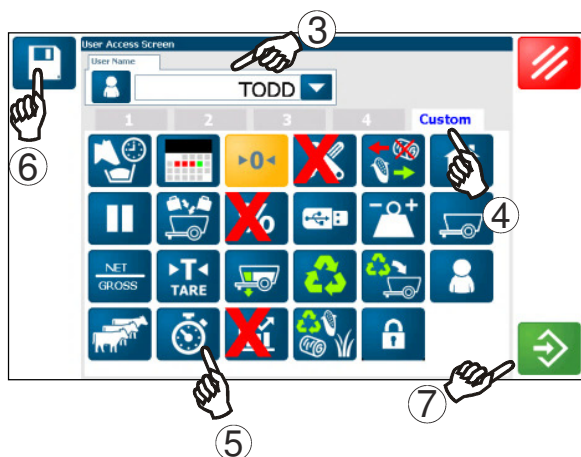 ③
User Access Screen
User Name
TODD
1 2 3 4 Custom
⑥
▸0◂
④
%
NET
GROSS
▸T◂
TARE
⑦
⑤